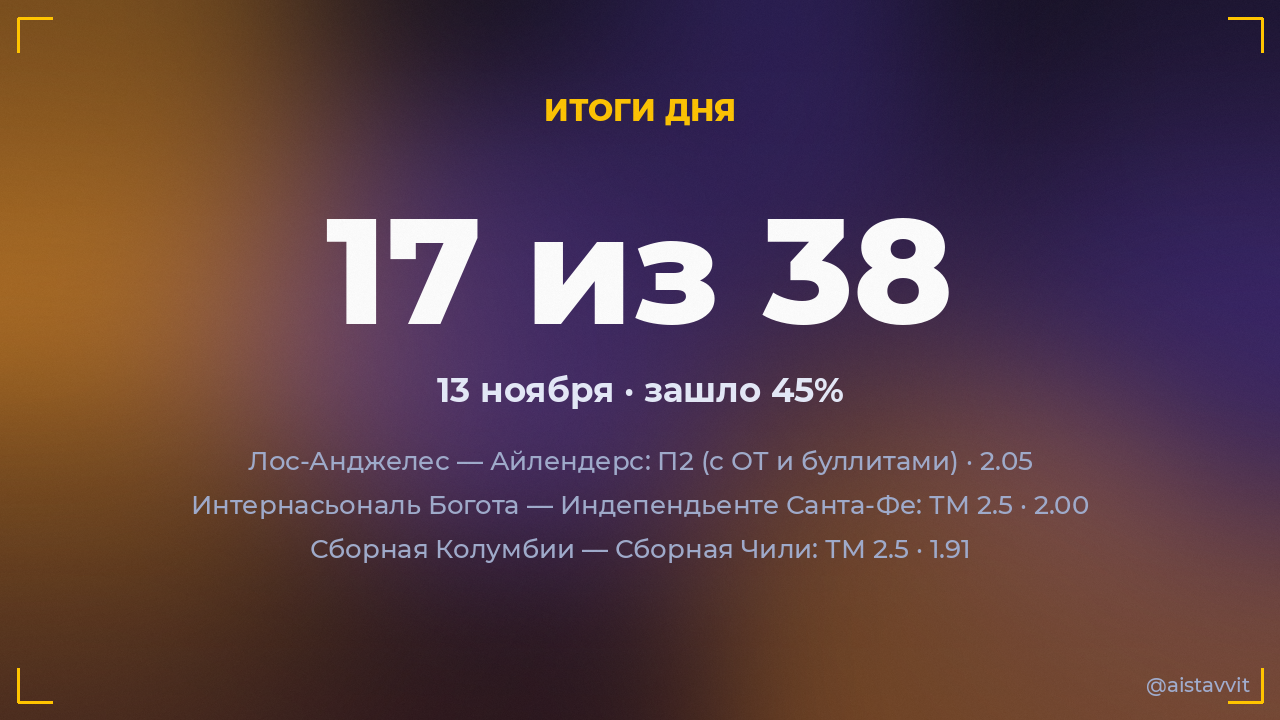 ИТОГИ ДНЯ
17 из 38
13 ноября · зашло 45%
Лос-Анджелес — Айлендерс: П2 (с ОТ и буллитами) · 2.05
Интернасьональ Богота — Индепендьенте Санта-Фе: ТМ 2.5 · 2.00
Сборная Колумбии — Сборная Чили: ТМ 2.5 · 1.91
@aistavvit